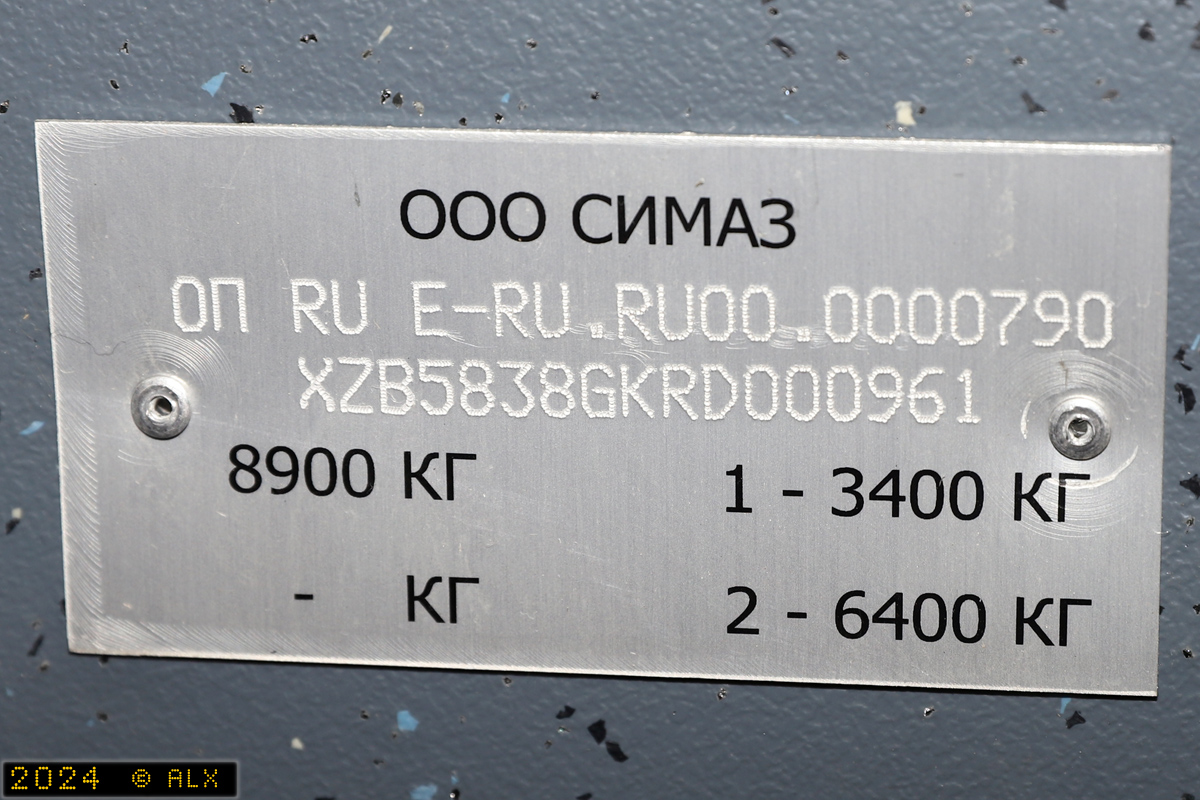 ООО СИМАЗ
ОП RU E-RU.RU00.0000790
XZB5838GKRD000961
8900 КГ 1 - 3400 КГ
- КГ 2 - 6400 КГ
2024 © ALX